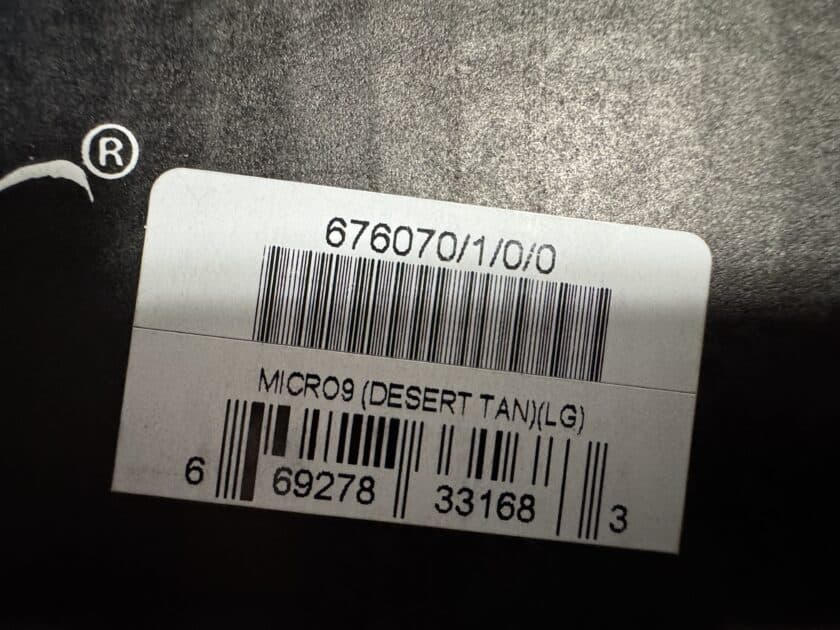 ®
676070/1/0/0
MICRO9 (DESERT TAN)(LG)
6 69278 33168 3